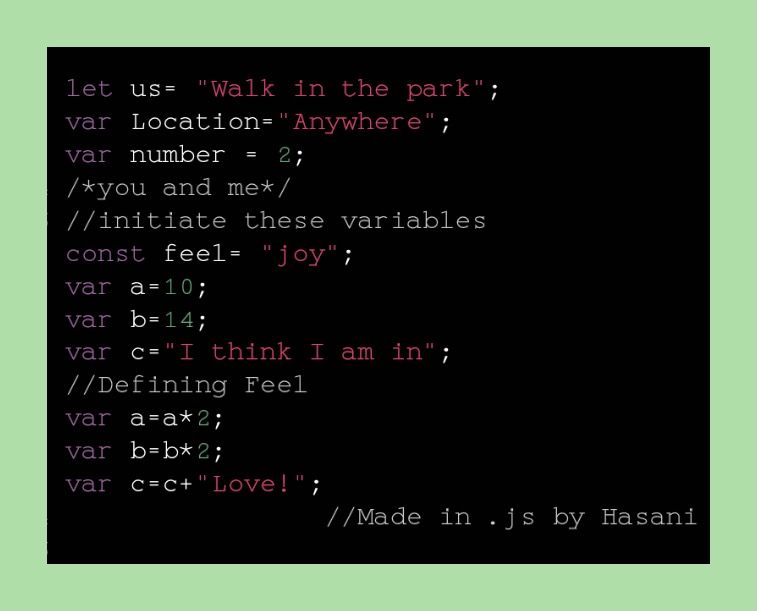 let us= "Walk in the park";
var Location="Anywhere";
var number = 2;
/*you and me*/
//initiate these variables
const feel= "joy";
var a=10;
var b=14;
var c="I think I am in";
//Defining Feel
var a=a*2;
var b=b*2;
var c=c+"Love!";
//Made in .js by Hasani